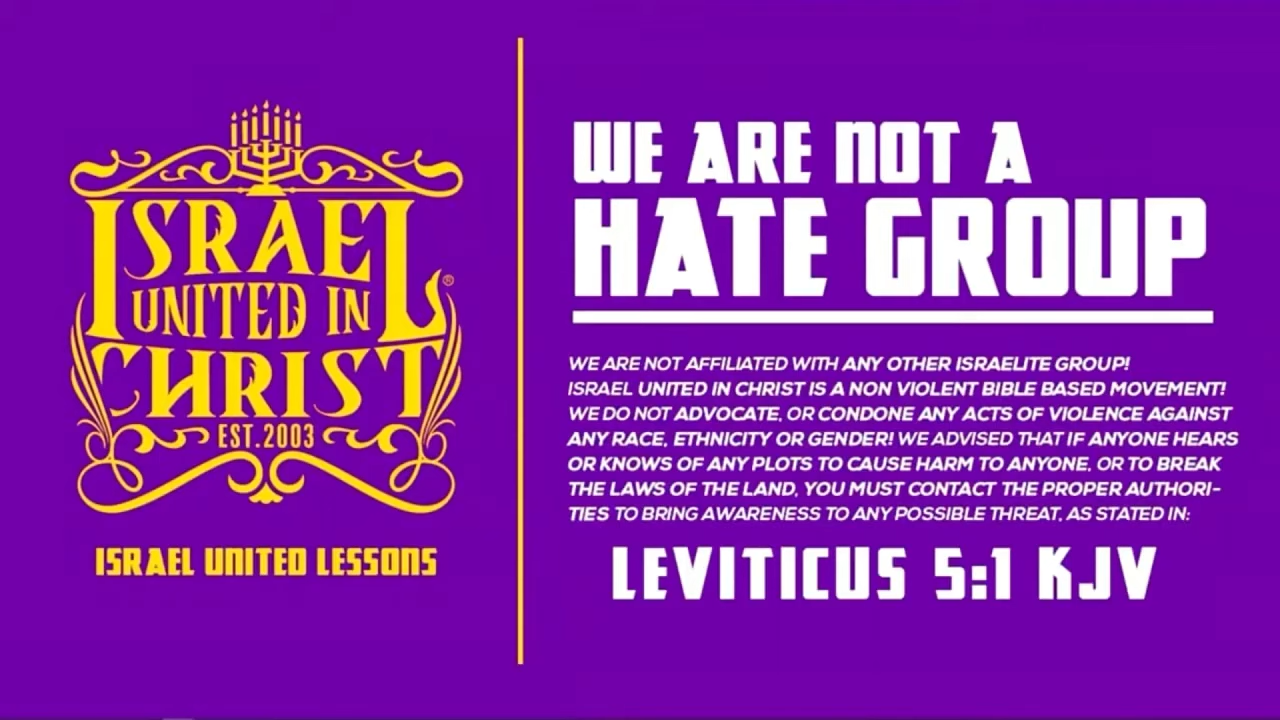 ISRAEL
UNITED IN
CHRIST
®
EST. 2003
ISRAEL UNITED LESSONS
WE ARE NOT A
HATE GROUP
WE ARE NOT AFFILIATED WITH ANY OTHER ISRAELITE GROUP!
ISRAEL UNITED IN CHRIST IS A NON VIOLENT BIBLE BASED MOVEMENT!
WE DO NOT ADVOCATE, OR CONDONE ANY ACTS OF VIOLENCE AGAINST
ANY RACE, ETHNICITY OR GENDER! WE ADVISED THAT IF ANYONE HEARS
OR KNOWS OF ANY PLOTS TO CAUSE HARM TO ANYONE, OR TO BREAK
THE LAWS OF THE LAND, YOU MUST CONTACT THE PROPER AUTHORI-
TIES TO BRING AWARENESS TO ANY POSSIBLE THREAT, AS STATED IN:
LEVITICUS 5:1 KJV